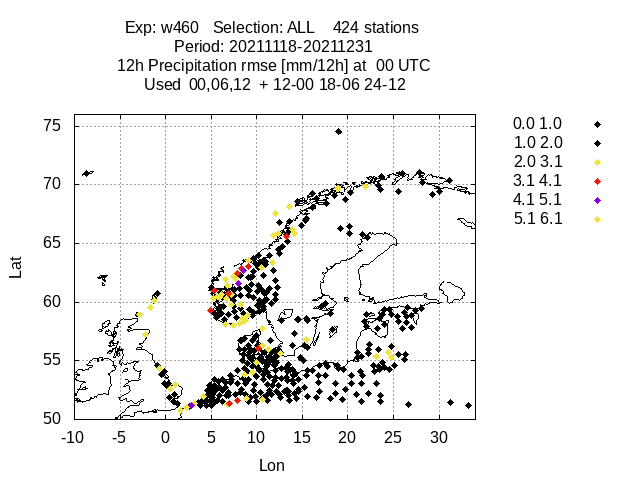 Exp: w460 Selection: ALL 424 stations
Period: 20211118-20211231
12h Precipitation rmse [mm/12h] at 00 UTC
Used 00,06,12 + 12-00 18-06 24-12
75
70
65
60
55
50
Lat
-10 -5 0 5 10 15 20 25 30
Lon
0.0 1.0
1.0 2.0
2.0 3.1
3.1 4.1
4.1 5.1
5.1 6.1